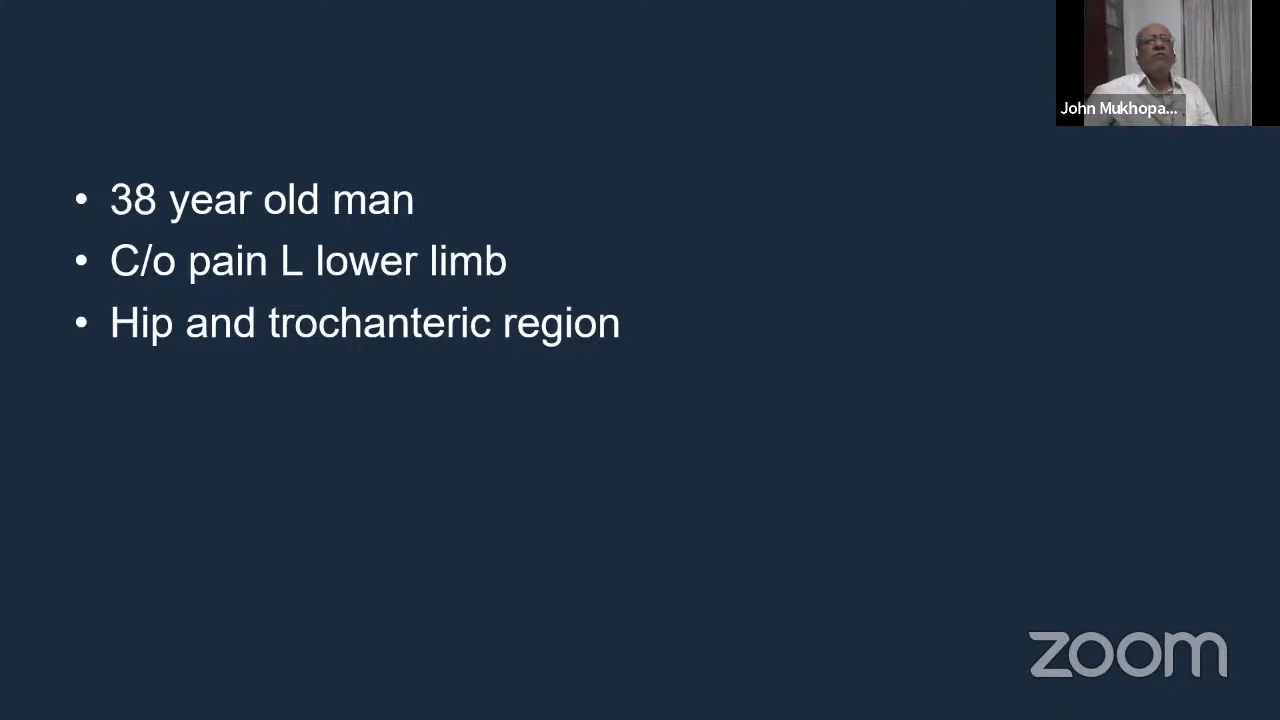 John Mukhopa...
• 38 year old man
• C/o pain L lower limb
• Hip and trochanteric region
zoom